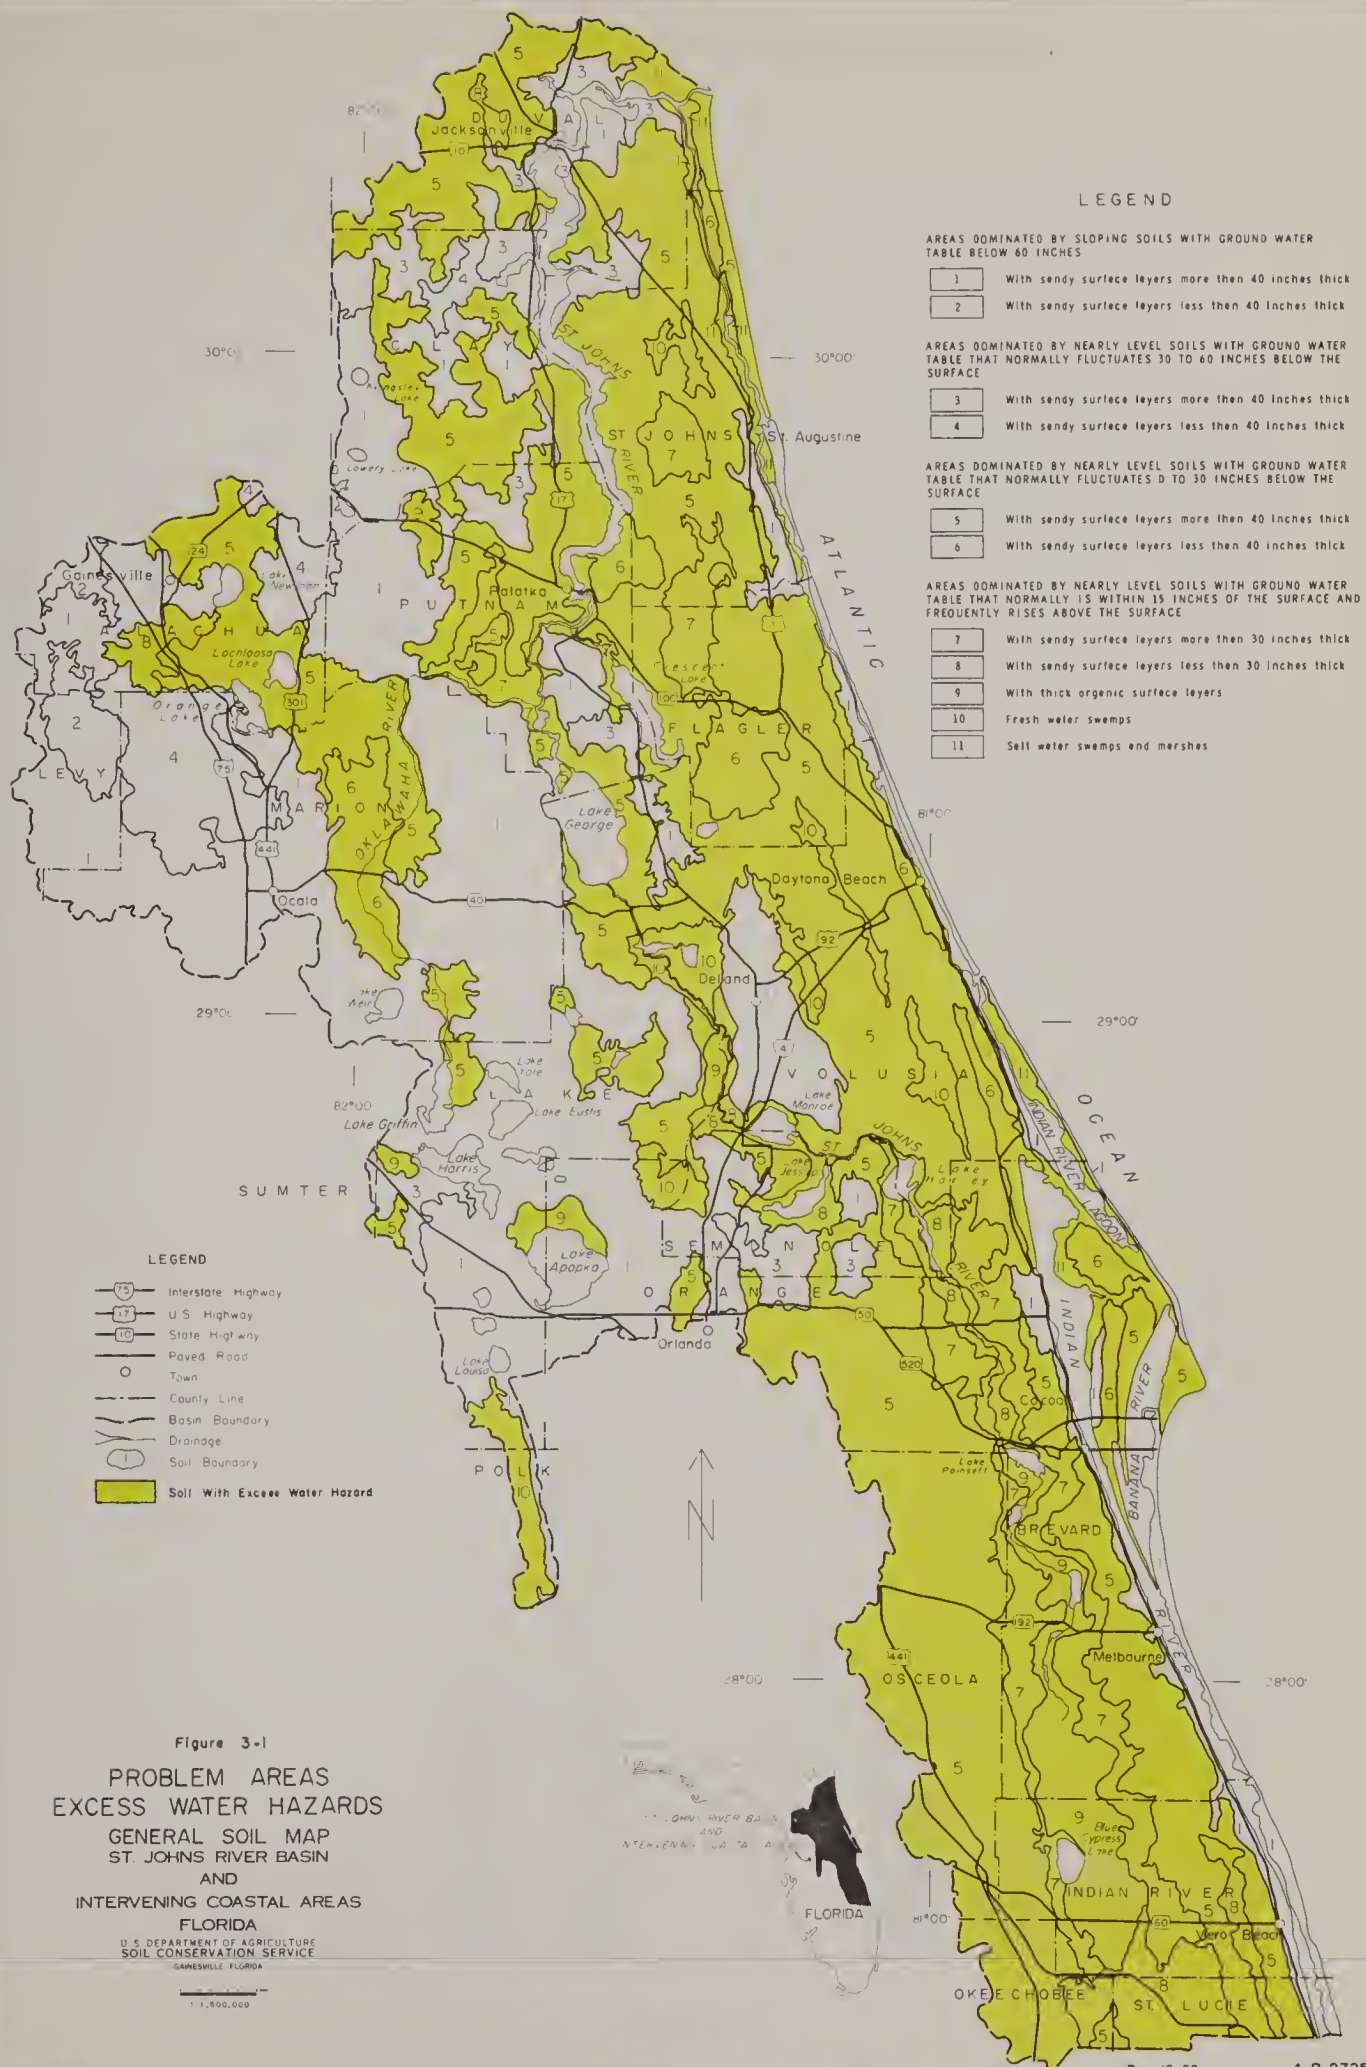 LEGEND
AREAS DOMINATED BY SLOPING SOILS WITH GROUND WATER
TABLE BELOW 60 INCHES
1 With sandy surface layers more than 40 inches thick
2 With sandy surface layers less than 40 inches thick
AREAS DOMINATED BY NEARLY LEVEL SOILS WITH GROUND WATER
TABLE THAT NORMALLY FLUCTUATES 30 TO 60 INCHES BELOW THE
SURFACE
3 With sandy surface layers more than 40 inches thick
4 With sandy surface layers less than 40 inches thick
AREAS DOMINATED BY NEARLY LEVEL SOILS WITH GROUND WATER
TABLE THAT NORMALLY FLUCTUATES 0 TO 30 INCHES BELOW THE
SURFACE
5 With sandy surface layers more than 40 inches thick
6 With sandy surface layers less than 40 inches thick
AREAS DOMINATED BY NEARLY LEVEL SOILS WITH GROUND WATER
TABLE THAT NORMALLY IS WITHIN 15 INCHES OF THE SURFACE AND
FREQUENTLY RISES ABOVE THE SURFACE
7 With sandy surface layers more than 30 inches thick
8 With sandy surface layers less than 30 inches thick
9 With thick organic surface layers
10 Fresh water swamps
11 Salt water swamps and marshes
DUVAL
Jacksonville
CLAY
Lowery Lake
ST JOHNS RIVER
ST JOHNS
St. Augustine
30°00'
ATLANTIC
OCEAN
Gainesville
ALACHUA
Lochloosa
Lake
Orange
Lake
PUTNAM
Palatka
Crescent
Lake
FLAGLER
LEVY
MARION
OKLAWAHA RIVER
Lake
George
81°00'
Daytona Beach
Ocala
Deland
29°00'
82°00'
VOLUSIA
LAKE
Lake Eustis
Lake Griffin
Lake
Harris
Lake
Monroe
ST JOHNS
RIVER
INDIAN RIVER LAGOON
SUMTER
Lake
Apopka
SEMINOLE
ORANGE
Orlando
Lake
Louisa
INDIAN
RIVER
BANANA RIVER
Cocoa
Lake
Poinsett
POLK
BREVARD
Melbourne
OSCEOLA
28°00'
28°00'
Blue
Cypress
Lake
INDIAN RIVER
Vero Beach
OKEECHOBEE
ST. LUCIE
FLORIDA
81°00'
LEGEND
75 Interstate Highway
17 U S Highway
10 State Highway
Paved Road
Town
County Line
Basin Boundary
Drainage
1 Soil Boundary
Soil With Excess Water Hazard
N
Figure 3-1
PROBLEM AREAS
EXCESS WATER HAZARDS
GENERAL SOIL MAP
ST. JOHNS RIVER BASIN
AND
INTERVENING COASTAL AREAS
FLORIDA
U S DEPARTMENT OF AGRICULTURE
SOIL CONSERVATION SERVICE
GAINESVILLE FLORIDA